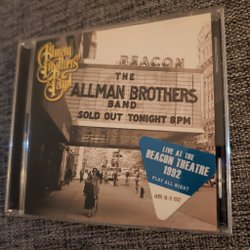 Allman
Brothers
Band
BEACON
THE
ALLMAN BROTHERS
BAND
SOLD OUT TONIGHT 8PM
LIVE AT THE
BEACON THEATRE
1992
PLAY ALL NIGHT